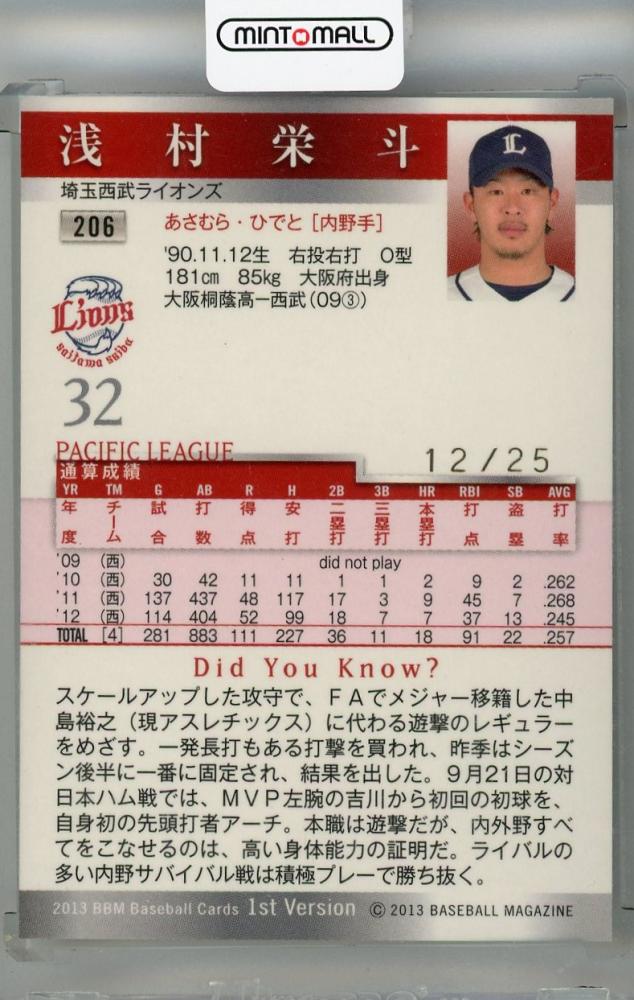 MINTOMALL
浅村栄斗
埼玉西武ライオンズ
206
あさむら・ひでと [内野手]
'90.11.12生 右投右打 O型
181㎝ 85㎏ 大阪府出身
大阪桐蔭高ー西武(09③)
L
Lions
saitama seibu
32
PACIFIC LEAGUE
12/25
通算成績
YR TM G AB R H 2B 3B HR RBI SB AVG
年度 チーム 試合 打数 得点 安打 二塁打 三塁打 本塁打 打点 盗塁 打率
'09 (西) did not play
'10 (西) 30 42 11 11 1 1 2 9 2 .262
'11 (西) 137 437 48 117 17 3 9 45 7 .268
'12 (西) 114 404 52 99 18 7 7 37 13 .245
TOTAL [4] 281 883 111 227 36 11 18 91 22 .257
Did You Know?
スケールアップした攻守で、ＦＡでメジャー移籍した中
島裕之（現アスレチックス）に代わる遊撃のレギュラー
をめざす。一発長打もある打撃を買われ、昨季はシーズ
ン後半に一番に固定され、結果を出した。９月21日の対
日本ハム戦では、ＭＶＰ左腕の吉川から初回の初球を、
自身初の先頭打者アーチ。本職は遊撃だが、内外野すべ
てをこなせるのは、高い身体能力の証明だ。ライバルの
多い内野サバイバル戦は積極プレーで勝ち抜く。
2013 BBM Baseball Cards 1st Version © 2013 BASEBALL MAGAZINE